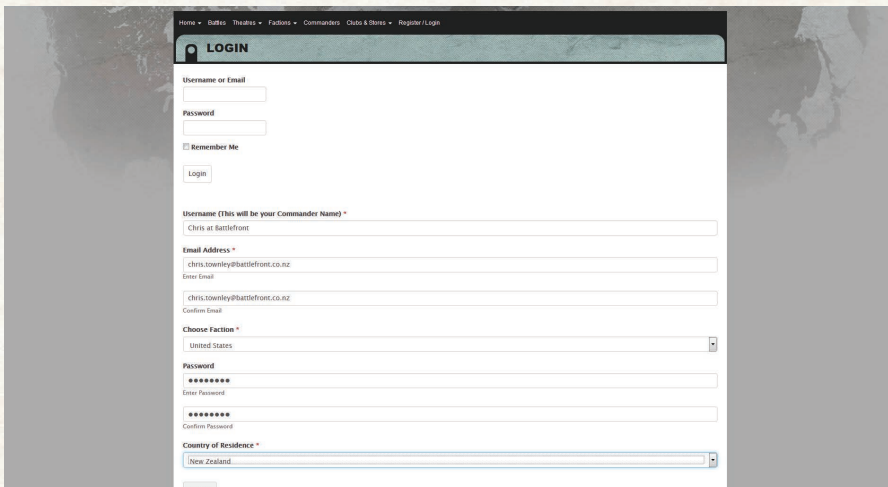 Home Battles Theatres Factions Commanders Clubs & Stores Register / Login
LOGIN
Username or Email
Password
Remember Me
Login
Username (This will be your Commander Name) *
Chris at Battlefront
Email Address *
chris.townley@battlefront.co.nz
Enter Email
chris.townley@battlefront.co.nz
Confirm Email
Choose Faction *
United States
Password
●●●●●●●●
Enter Password
●●●●●●●●
Confirm Password
Country of Residence *
New Zealand